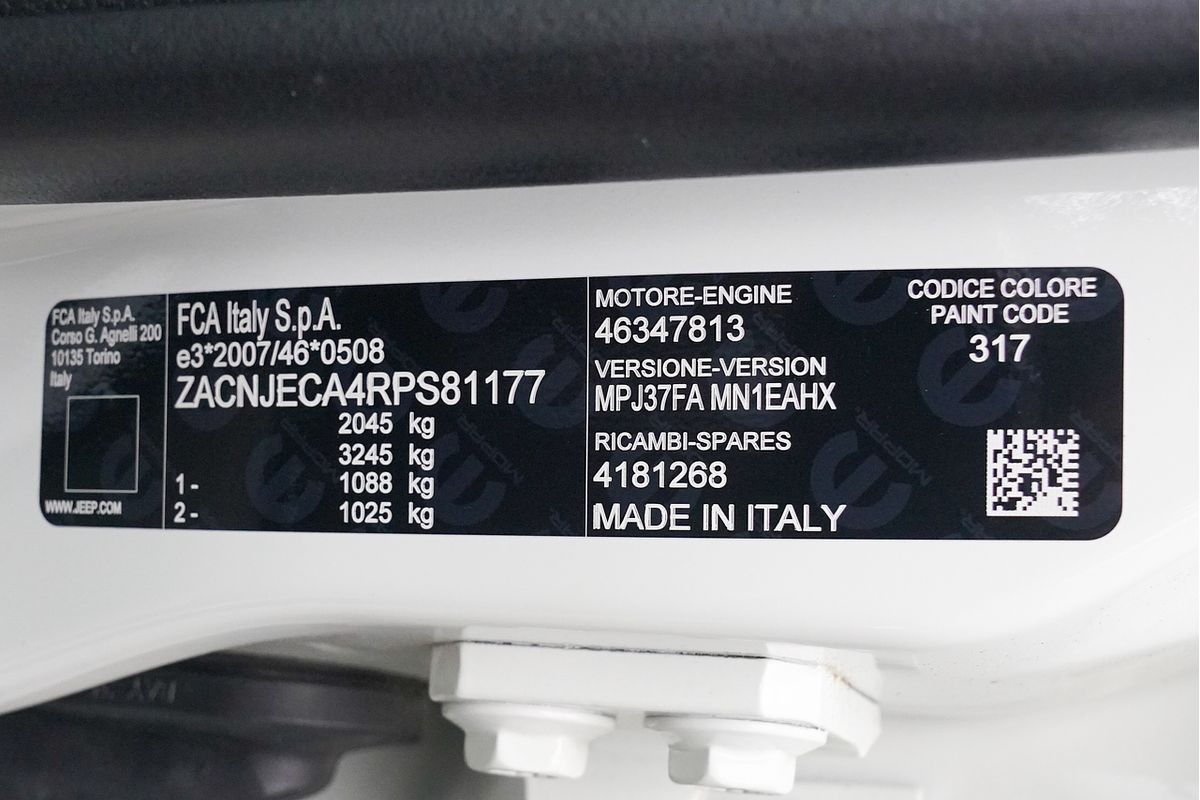 FCA Italy S.p.A.
Corso G. Agnelli 200
10135 Torino
Italy
WWW.JEEP.COM
FCA Italy S.p.A.
e3*2007/46*0508
ZACNJECA4RPS81177
2045 kg
3245 kg
1- 1088 kg
2- 1025 kg
MOTORE-ENGINE
46347813
VERSIONE-VERSION
MPJ37FA MN1EAHX
RICAMBI-SPARES
4181268
MADE IN ITALY
CODICE COLORE
PAINT CODE
317